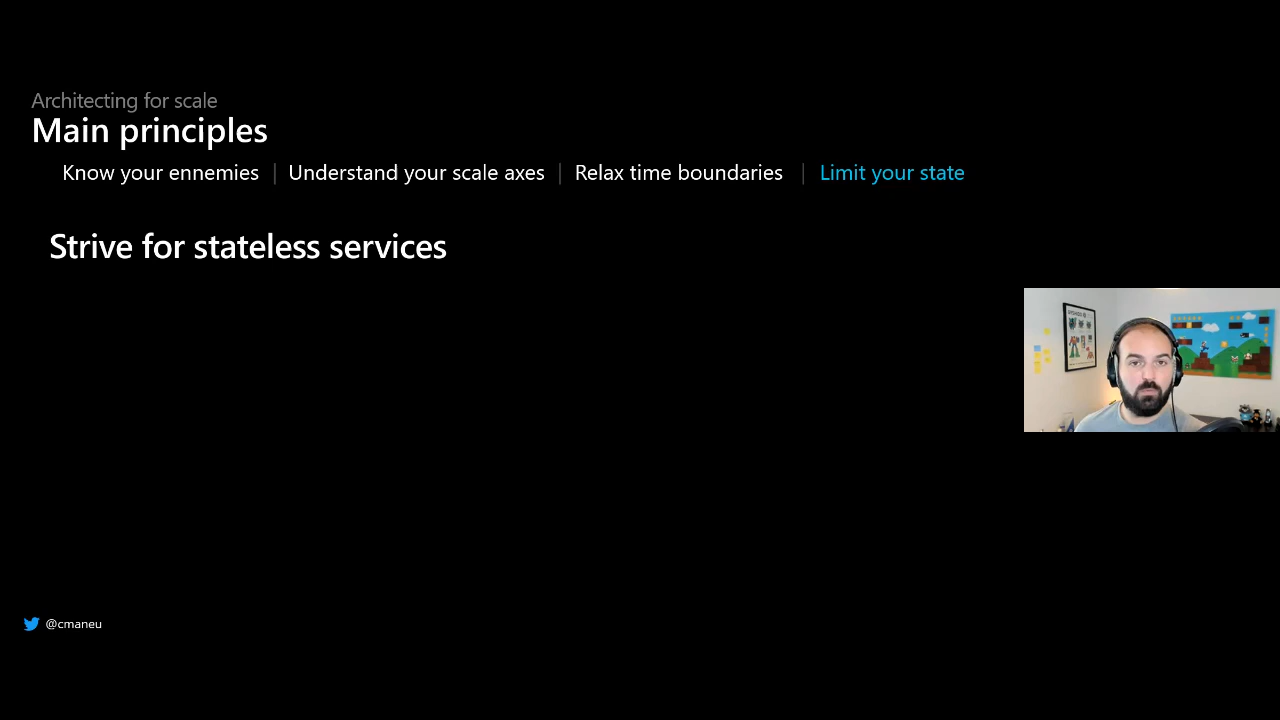 Architecting for scale
Main principles
Know your ennemies | Understand your scale axes | Relax time boundaries | Limit your state
Strive for stateless services
@cmaneu